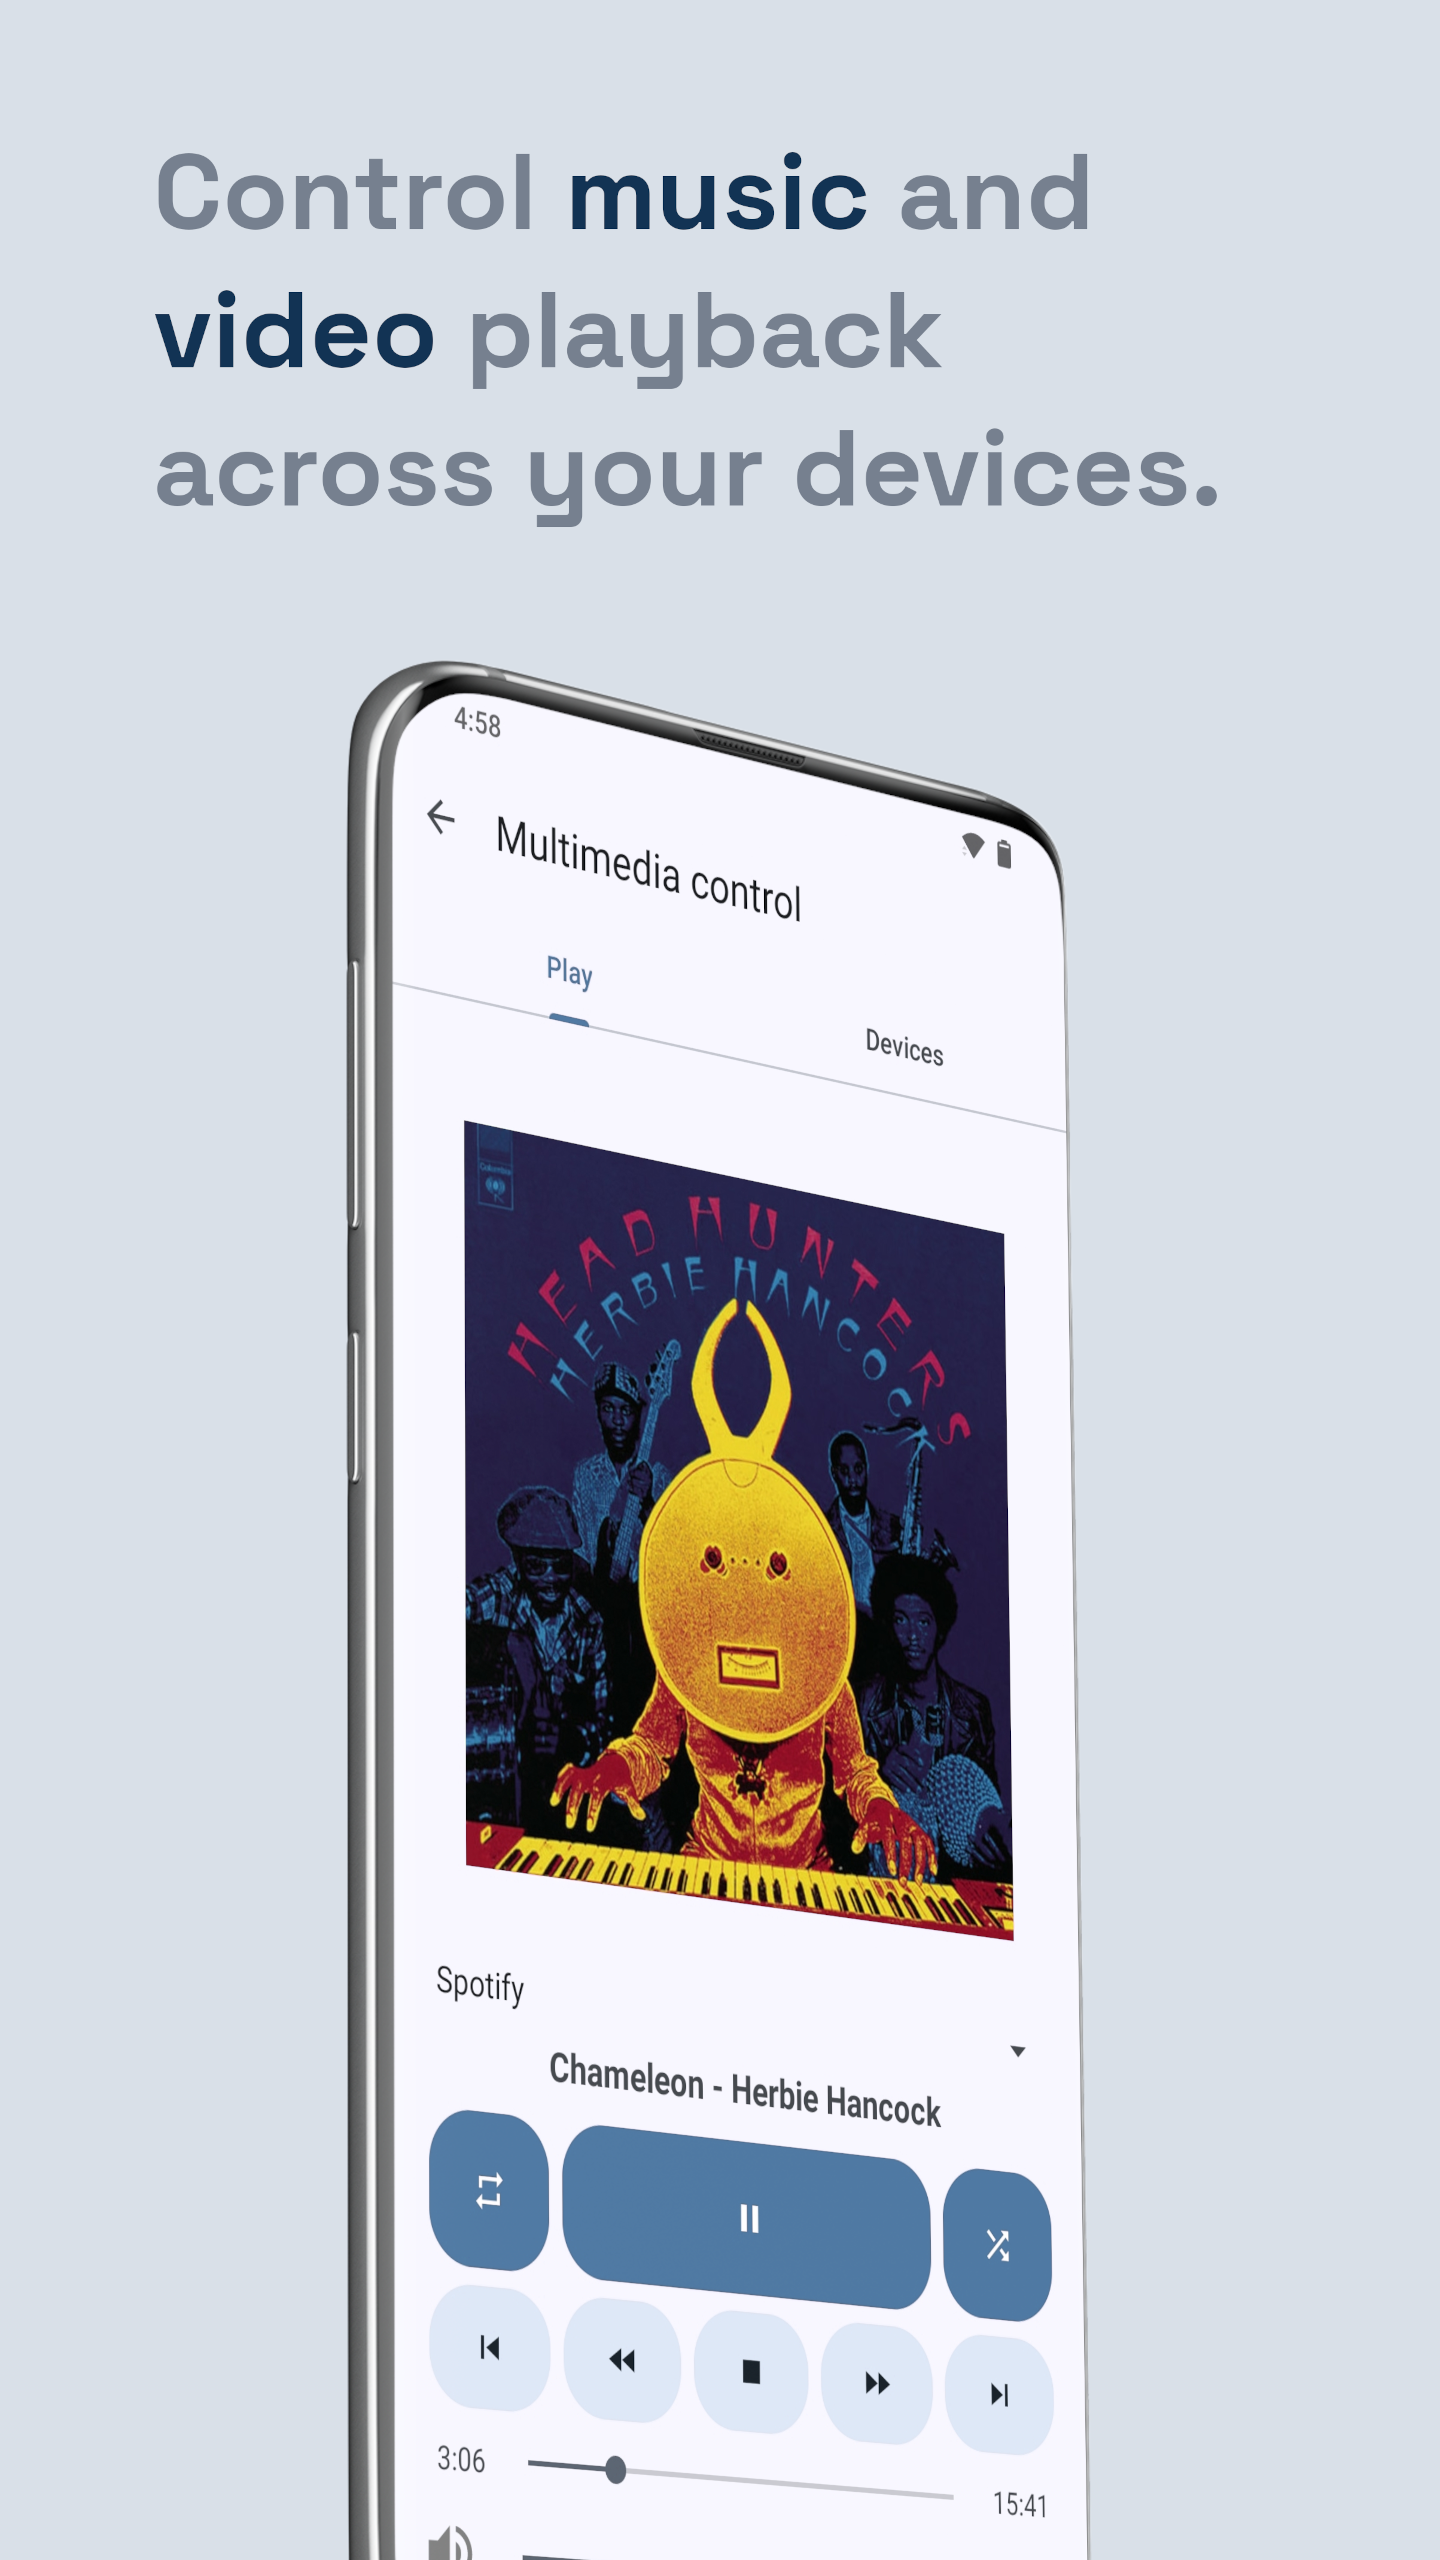 Control music and
video playback
across your devices.
4:58
Multimedia control
Play
Devices
Columbia
HEAD HUNTERS
HERBIE HANCOCK
Spotify
Chameleon - Herbie Hancock
3:06
15:41